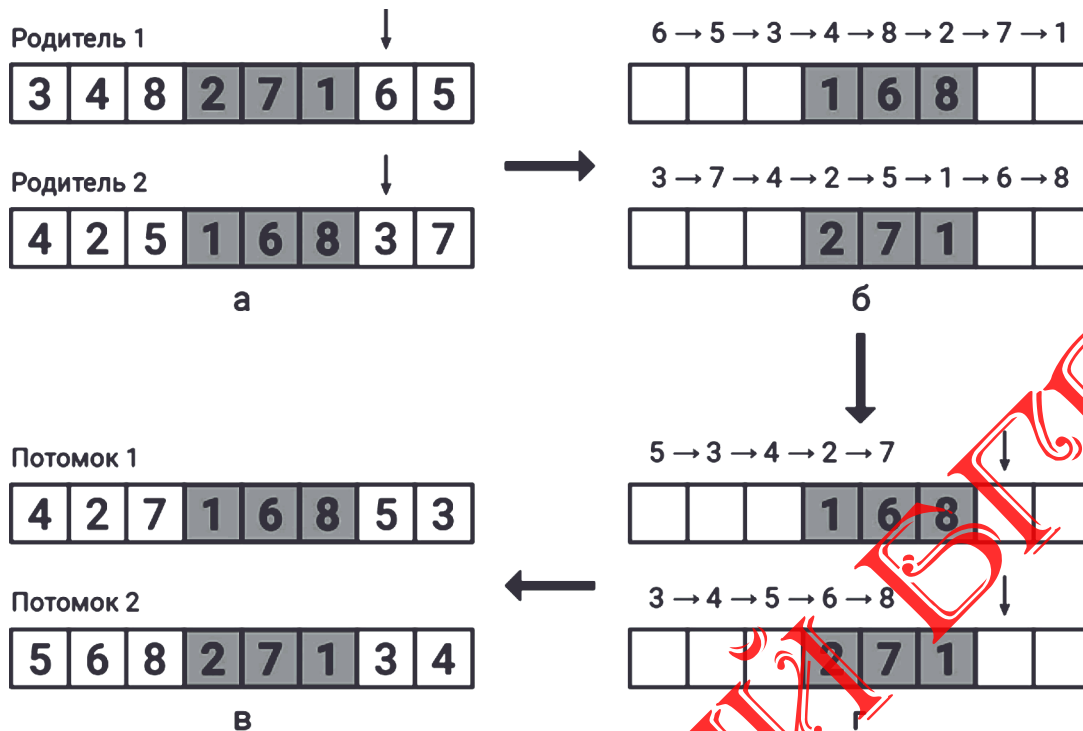 Родитель 1
3 4 8 2 7 1 6 5
Родитель 2
4 2 5 1 6 8 3 7
а
6 → 5 → 3 → 4 → 8 → 2 → 7 → 1
1 6 8
3 → 7 → 4 → 2 → 5 → 1 → 6 → 8
2 7 1
б
Потомок 1
4 2 7 1 6 8 5 3
Потомок 2
5 6 8 2 7 1 3 4
в
5 → 3 → 4 → 2 → 7
1 6 8
3 → 4 → 5 → 6 → 8
2 7 1
г